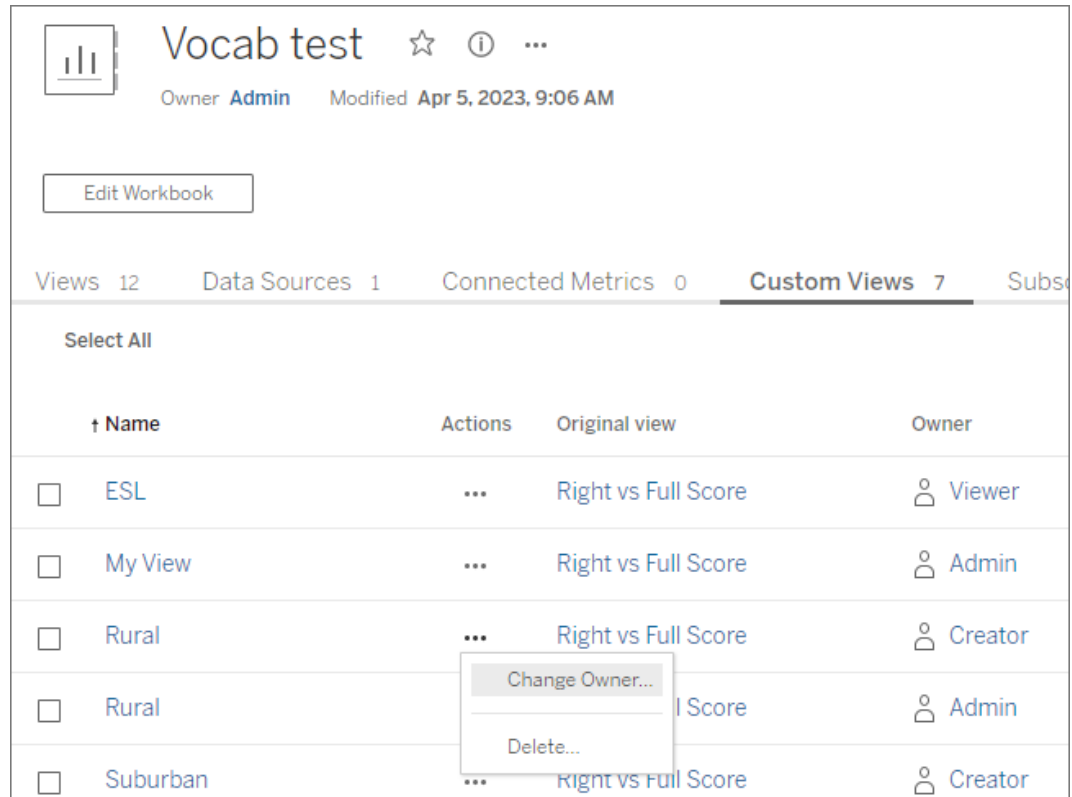 Vocab test
Owner Admin Modified Apr 5, 2023, 9:06 AM
Edit Workbook
Views 12 Data Sources 1 Connected Metrics 0 Custom Views 7
Select All
↑ Name Actions Original view Owner
ESL ••• Right vs Full Score Viewer
My View ••• Right vs Full Score Admin
Rural ••• Right vs Full Score Creator
Change Owner...
Rural Score Admin
Delete...
Suburban ••• Right vs Full Score Creator